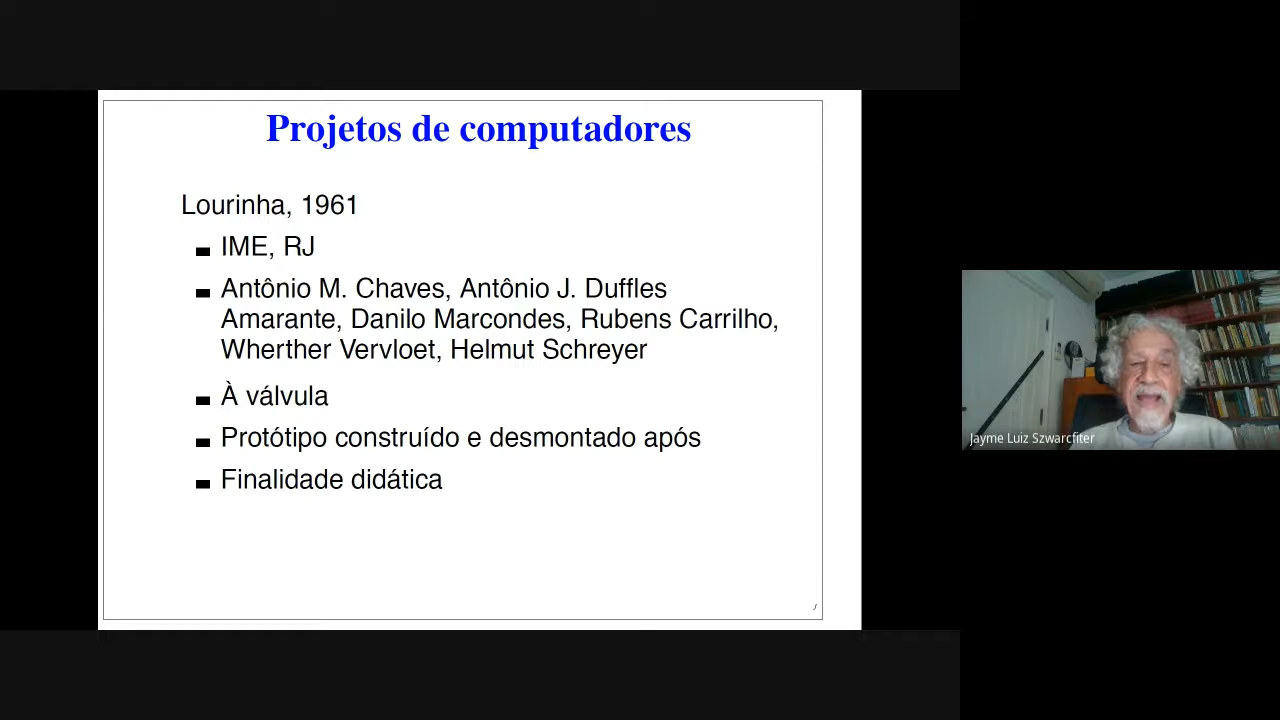 Projetos de computadores
Lourinha, 1961
IME, RJ
Antônio M. Chaves, Antônio J. Duffles
Amarante, Danilo Marcondes, Rubens Carrilho,
Wherther Vervloet, Helmut Schreyer
À válvula
Protótipo construído e desmontado após
Finalidade didática
Jayme Luiz Szwarcfiter